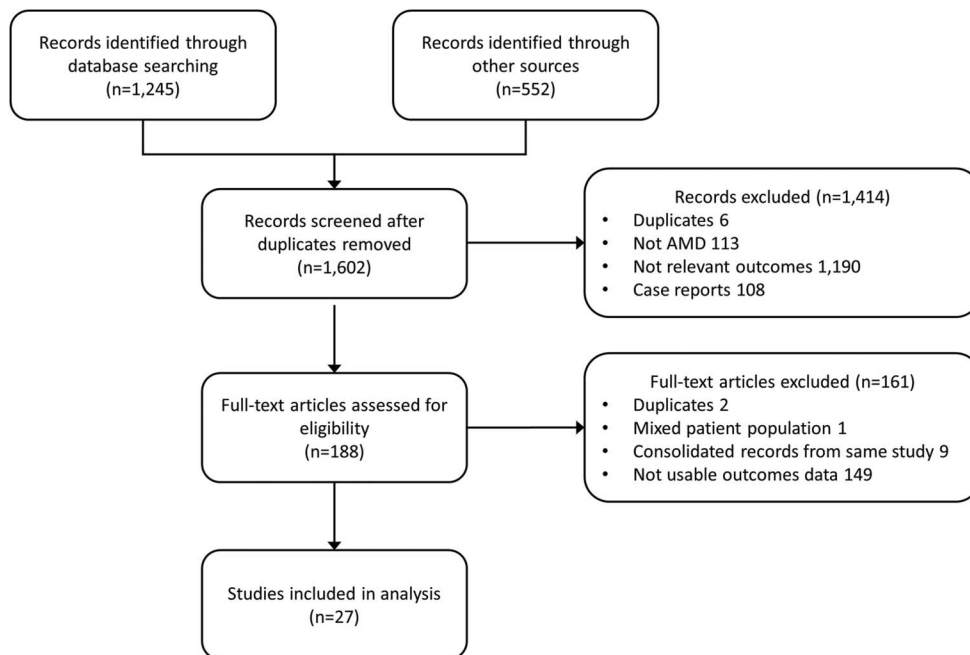 Records identified through
database searching
(n=1,245)
Records identified through
other sources
(n=552)
Records screened after
duplicates removed
(n=1,602)
Records excluded (n=1,414)
• Duplicates 6
• Not AMD 113
• Not relevant outcomes 1,190
• Case reports 108
Full-text articles assessed for
eligibility
(n=188)
Full-text articles excluded (n=161)
• Duplicates 2
• Mixed patient population 1
• Consolidated records from same study 9
• Not usable outcomes data 149
Studies included in analysis
(n=27)